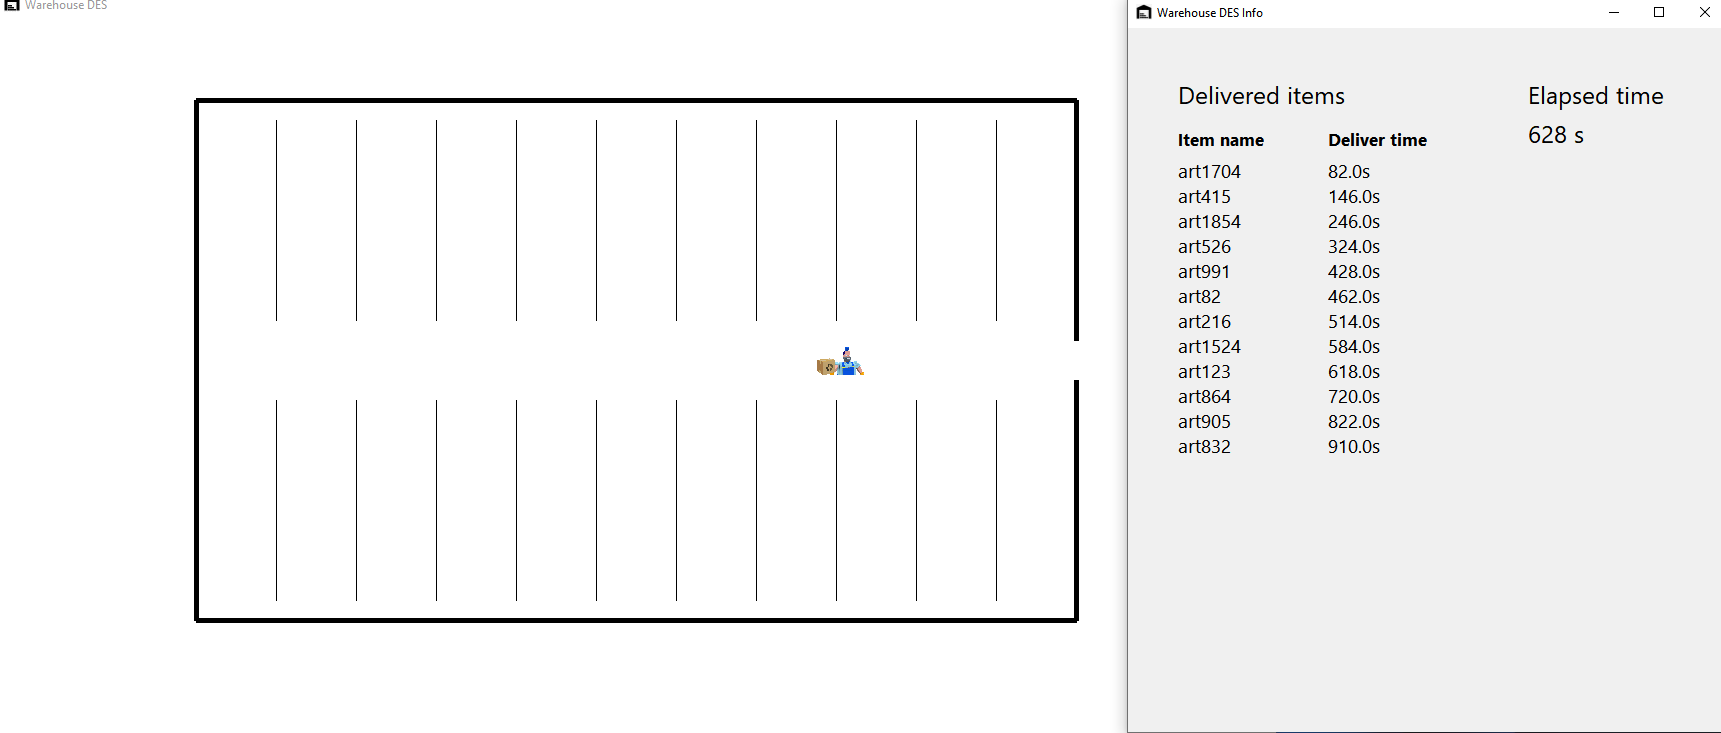 Warehouse DES
Warehouse DES Info
Delivered items
Elapsed time
628 s
Item name Deliver time
art1704 82.0s
art415 146.0s
art1854 246.0s
art526 324.0s
art991 428.0s
art82 462.0s
art216 514.0s
art1524 584.0s
art123 618.0s
art864 720.0s
art905 822.0s
art832 910.0s